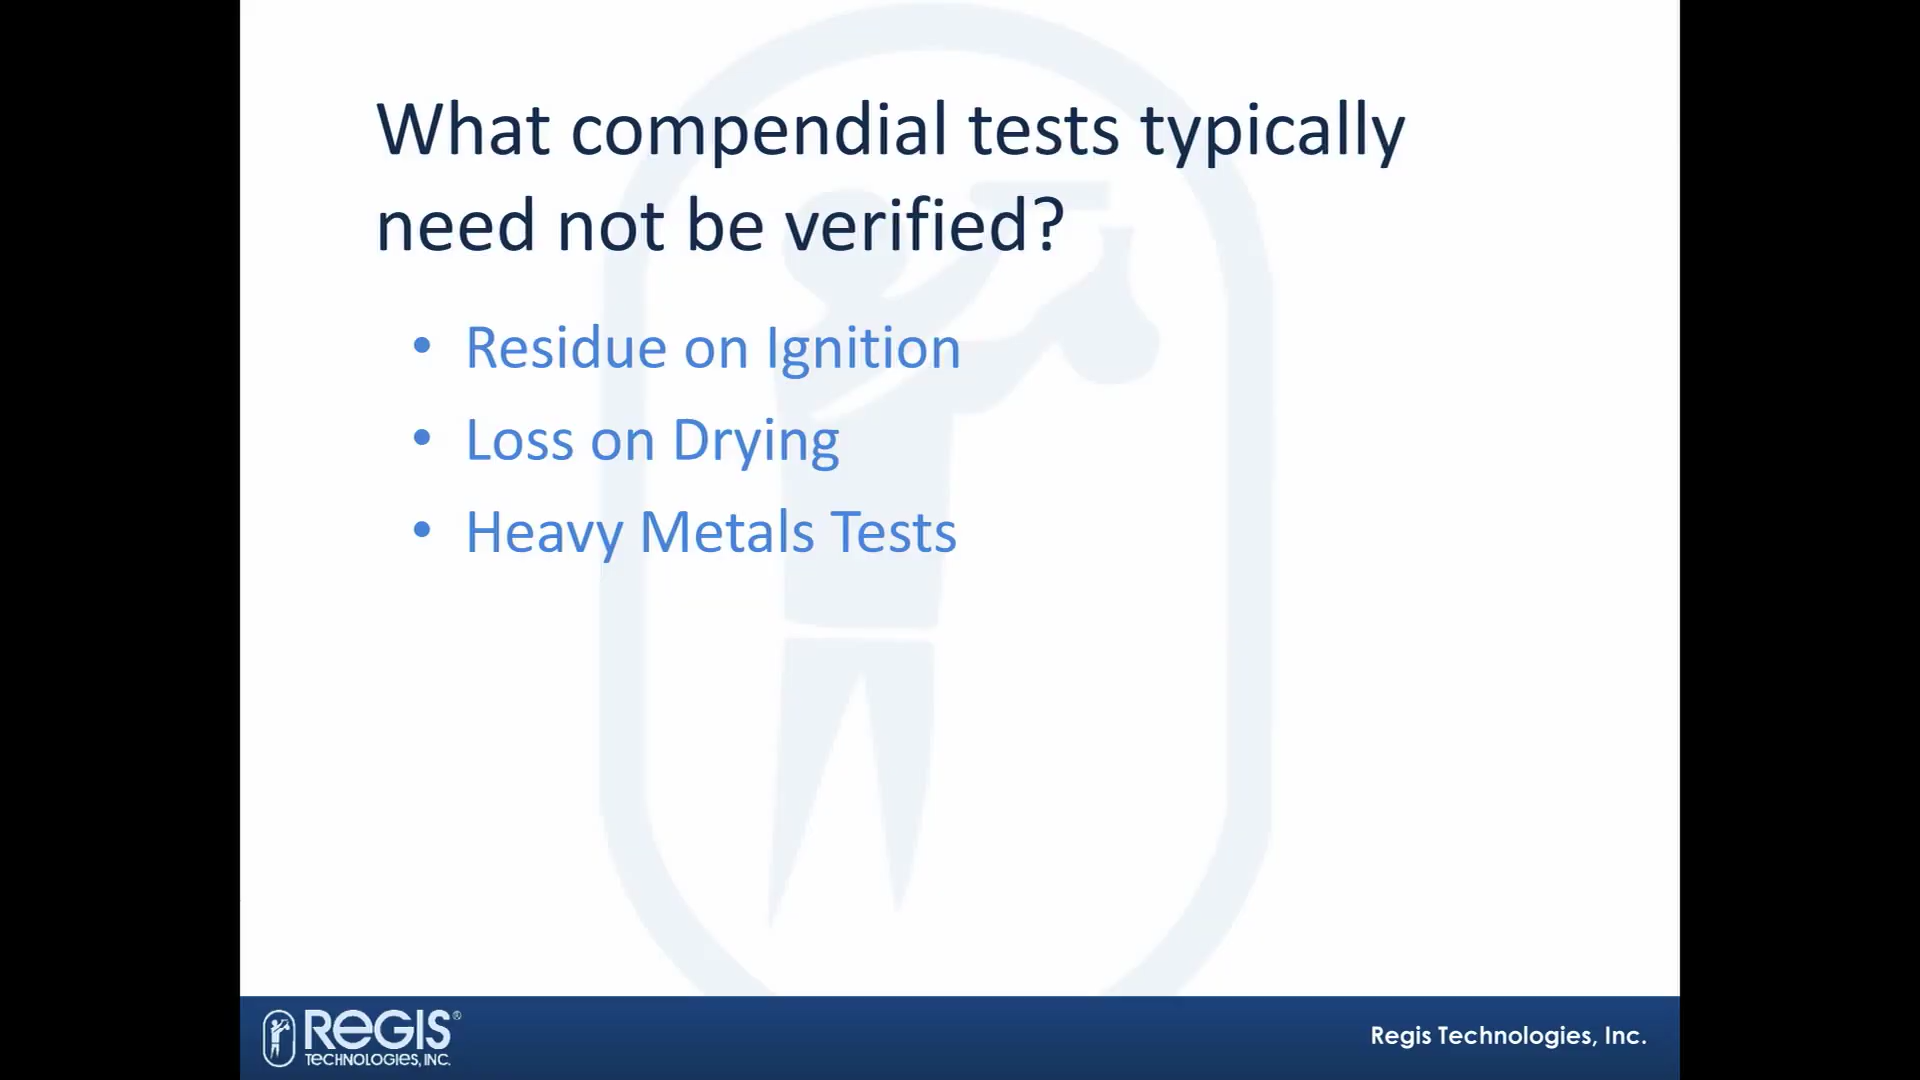 What compendial tests typically
need not be verified?
• Residue on Ignition
• Loss on Drying
• Heavy Metals Tests
REGIS®
TECHNOLOGIES, INC.
Regis Technologies, Inc.